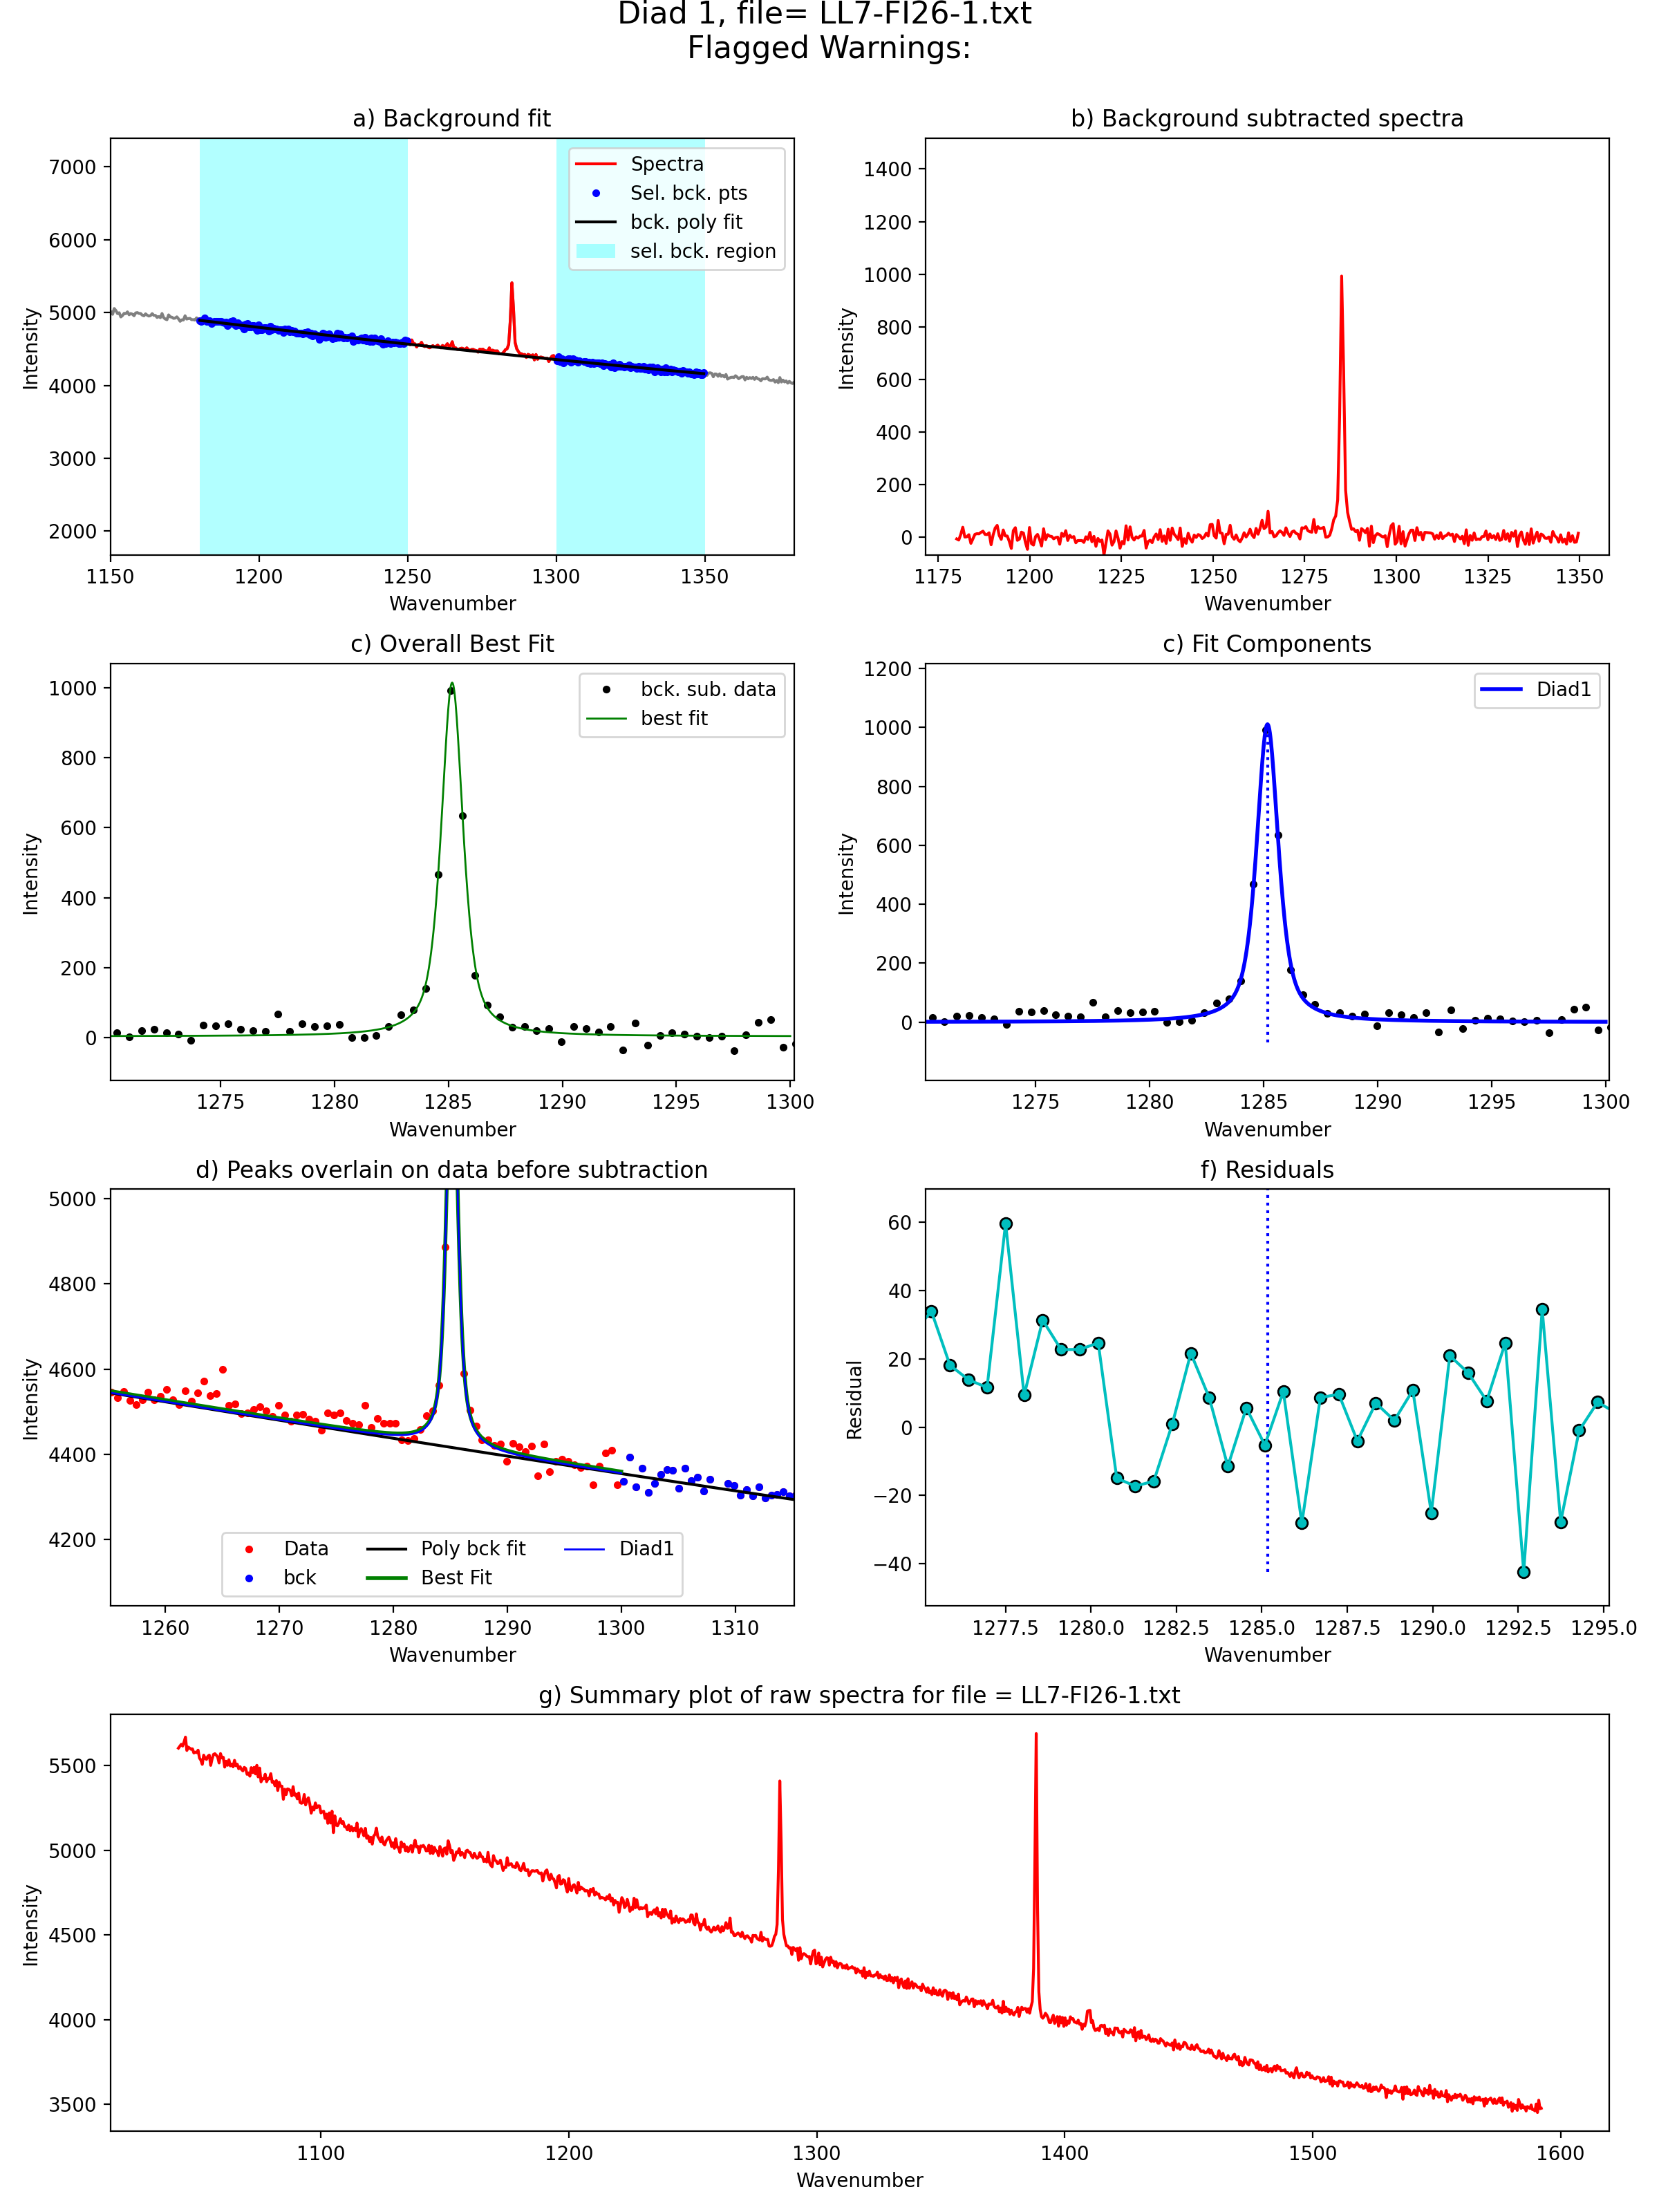 Diad 1, file= LL7-FI26-1.txt
Flagged Warnings:
a) Background fit
7000
6000
5000
4000
3000
2000
Intensity
1150
1200
1250
1300
1350
Wavenumber
Spectra
Sel. bck. pts
bck. poly fit
sel. bck. region
b) Background subtracted spectra
1400
1200
1000
800
600
400
200
0
Intensity
1175
1200
1225
1250
1275
1300
1325
1350
Wavenumber
c) Overall Best Fit
1000
800
600
400
200
0
Intensity
1275
1280
1285
1290
1295
1300
Wavenumber
bck. sub. data
best fit
c) Fit Components
1200
1000
800
600
400
200
0
Intensity
1275
1280
1285
1290
1295
1300
Wavenumber
Diad1
d) Peaks overlain on data before subtraction
5000
4800
4600
4400
4200
Intensity
1260
1270
1280
1290
1300
1310
Wavenumber
Data
bck
Poly bck fit
Best Fit
Diad1
f) Residuals
60
40
20
0
−20
−40
Residual
1277.5
1280.0
1282.5
1285.0
1287.5
1290.0
1292.5
1295.0
Wavenumber
g) Summary plot of raw spectra for file = LL7-FI26-1.txt
5500
5000
4500
4000
3500
Intensity
1100
1200
1300
1400
1500
1600
Wavenumber